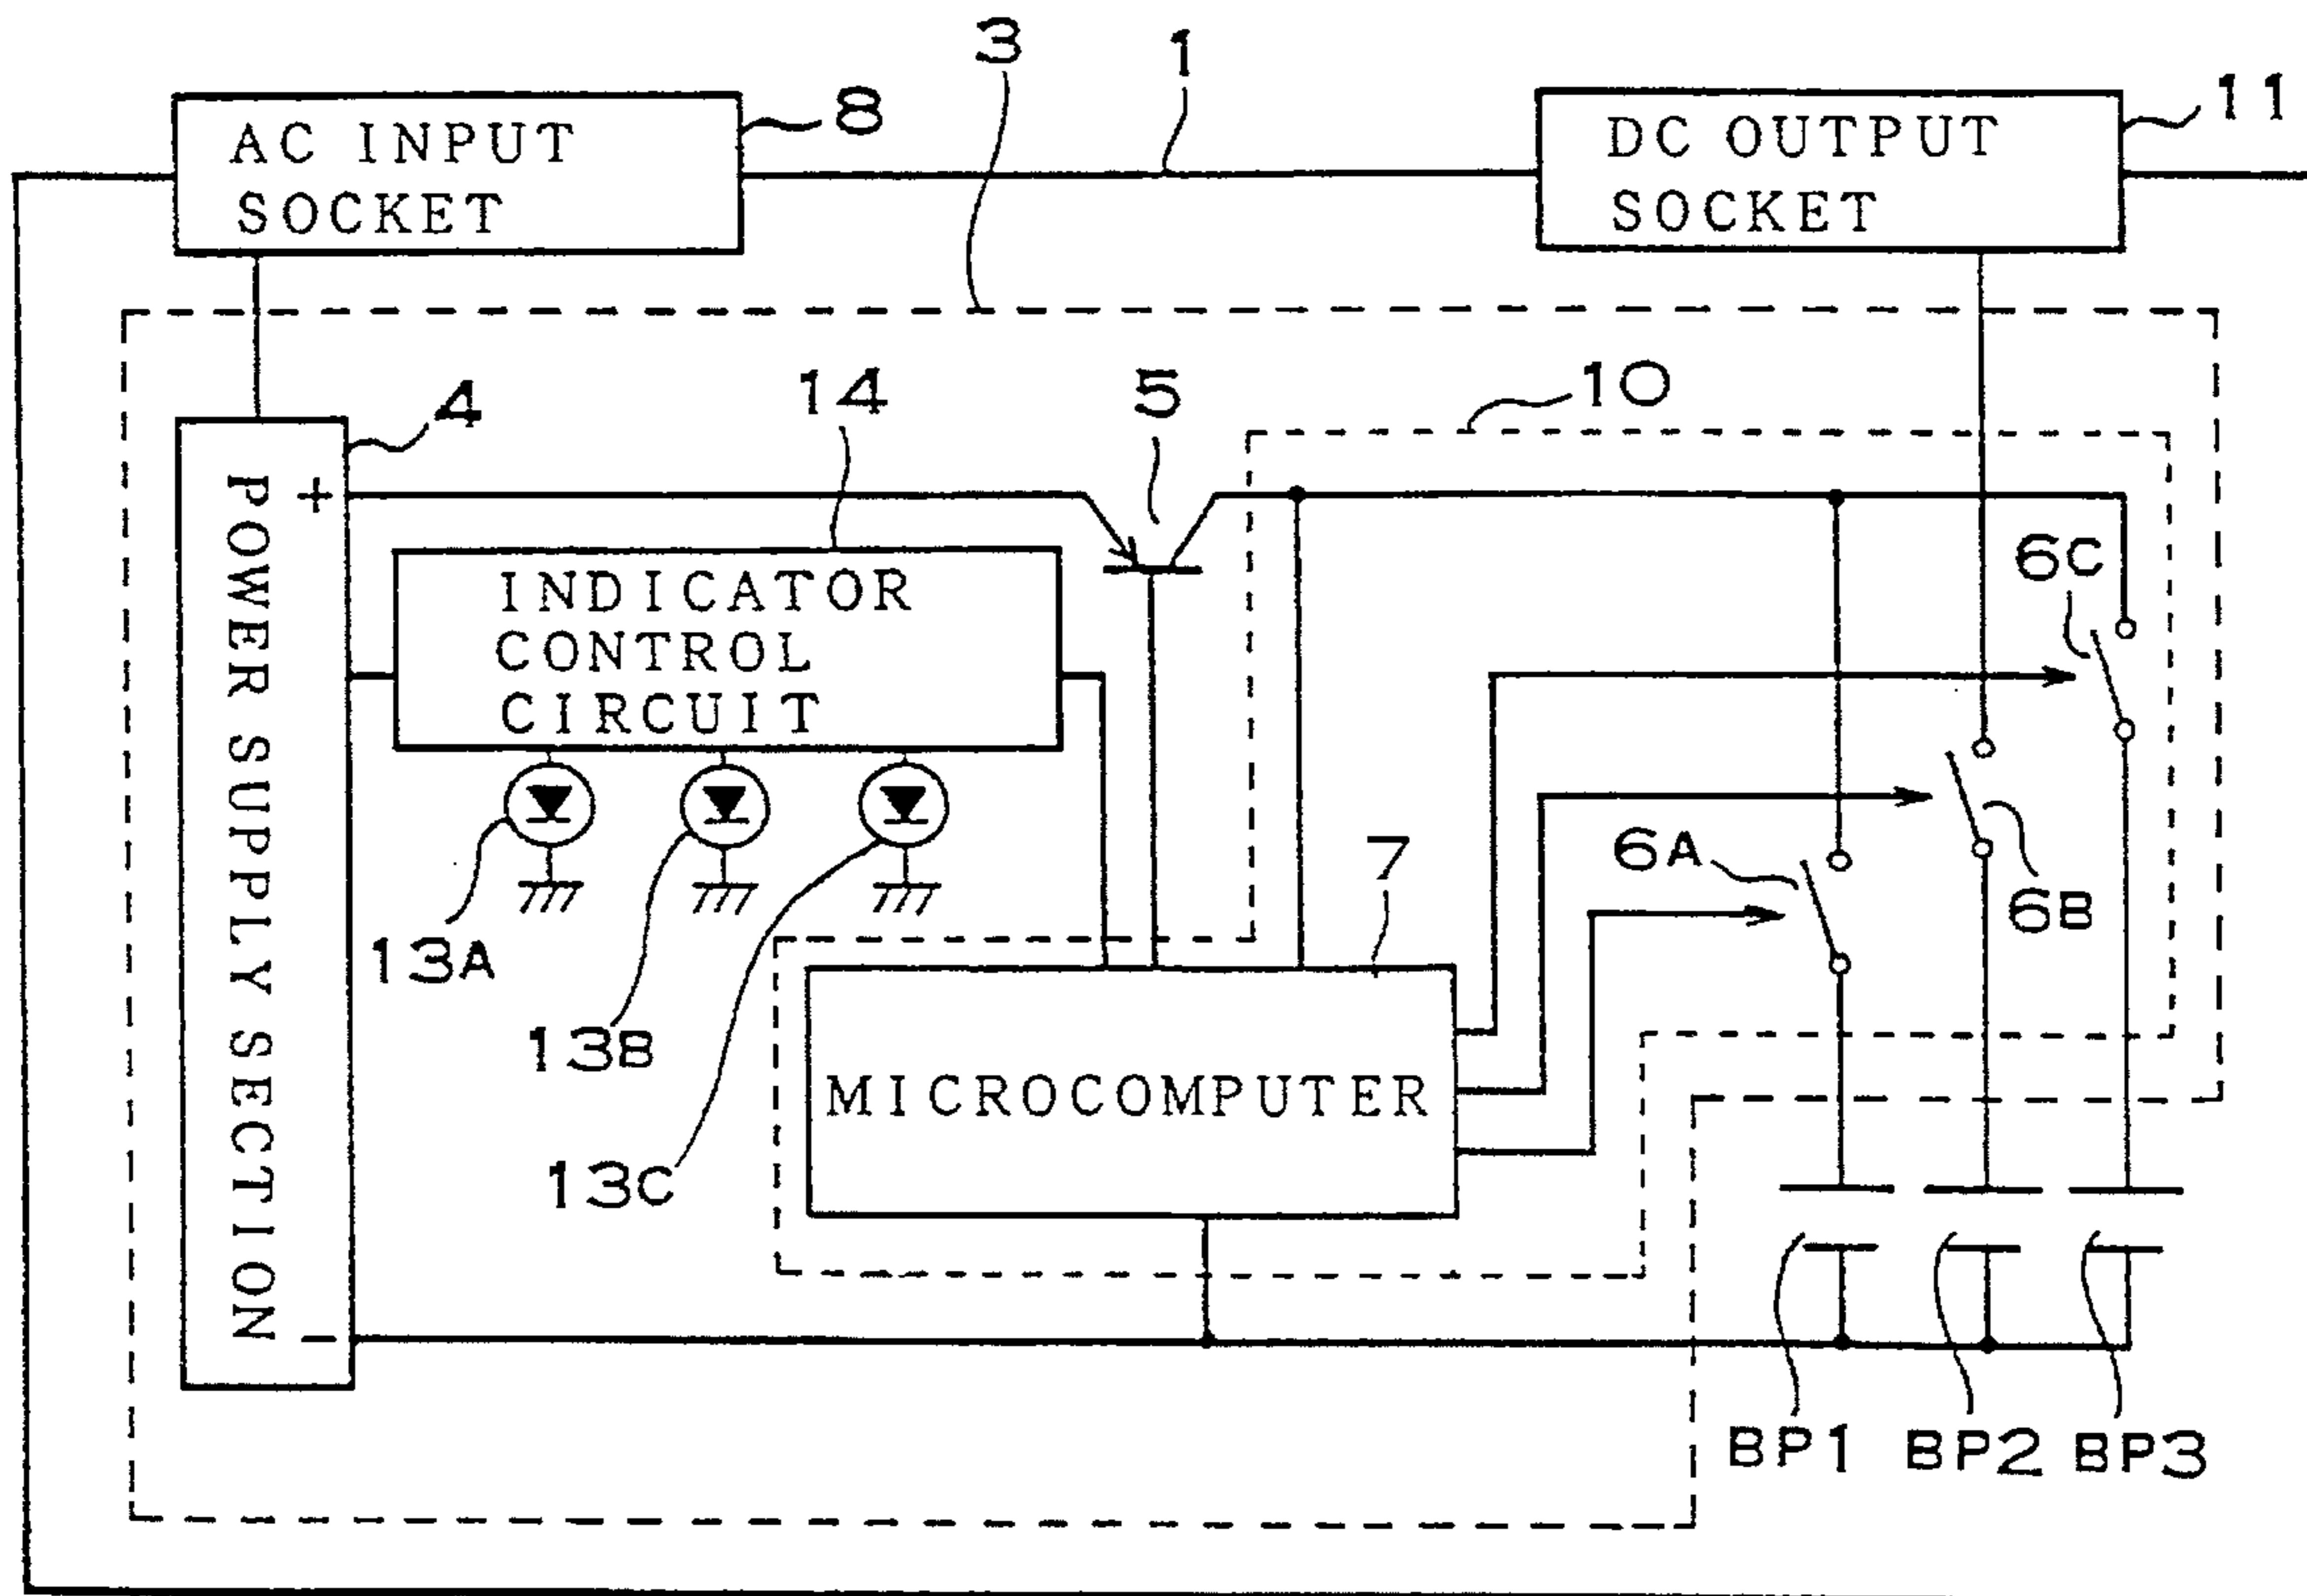 3
1
8
11
AC INPUT
SOCKET
DC OUTPUT
SOCKET
4
14
5
10
POWER SUPPLY SECTION
+
−
INDICATOR
CONTROL
CIRCUIT
6C
6A
6B
7
13A
13B
13C
MICROCOMPUTER
BP1
BP2
BP3